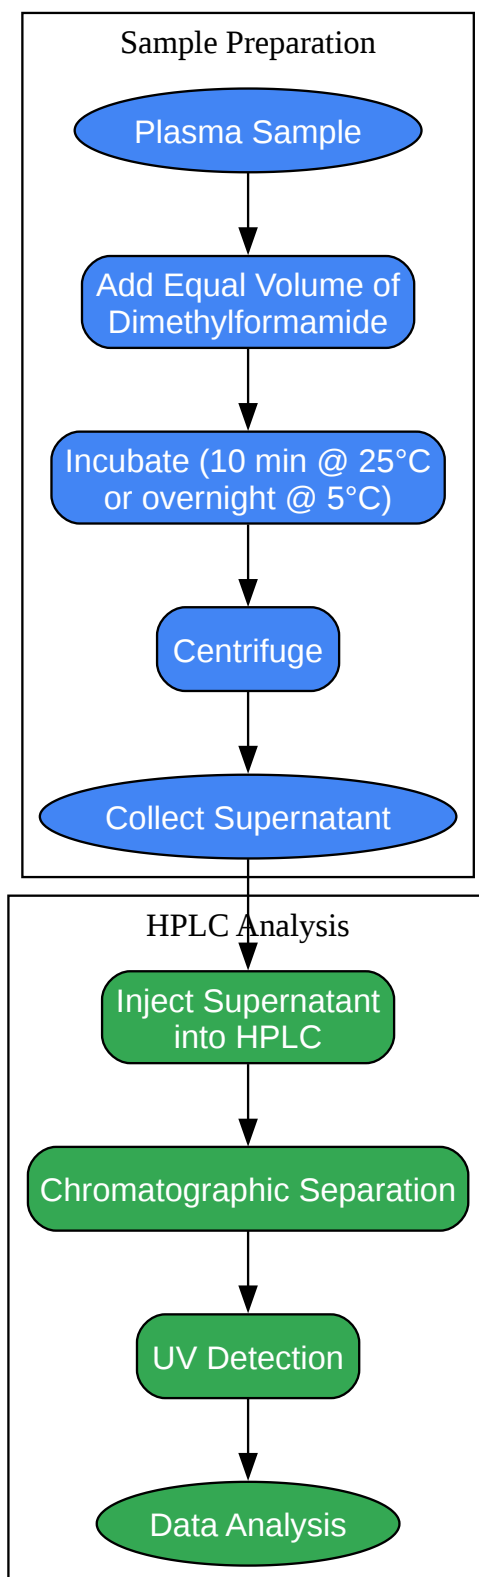 Sample Preparation
Plasma Sample
Add Equal Volume of
Dimethylformamide
Incubate (10 min @ 25°C
or overnight @ 5°C)
Centrifuge
Collect Supernatant
HPLC Analysis
Inject Supernatant
into HPLC
Chromatographic Separation
UV Detection
Data Analysis